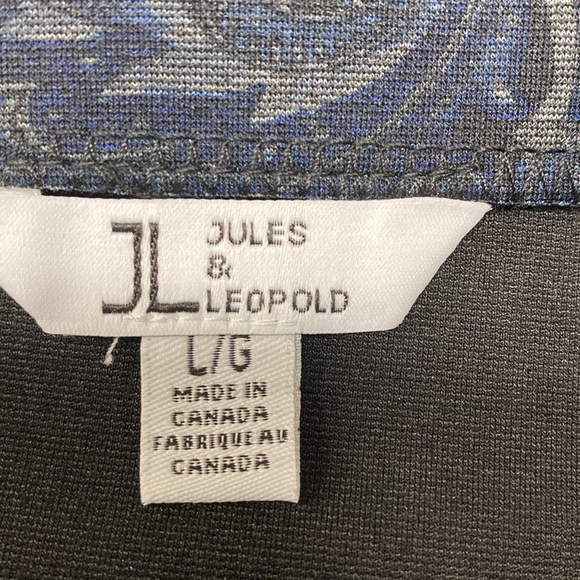 JL
JULES
&
LEOPOLD
L/G
MADE IN
CANADA
FABRIQUE AU
CANADA